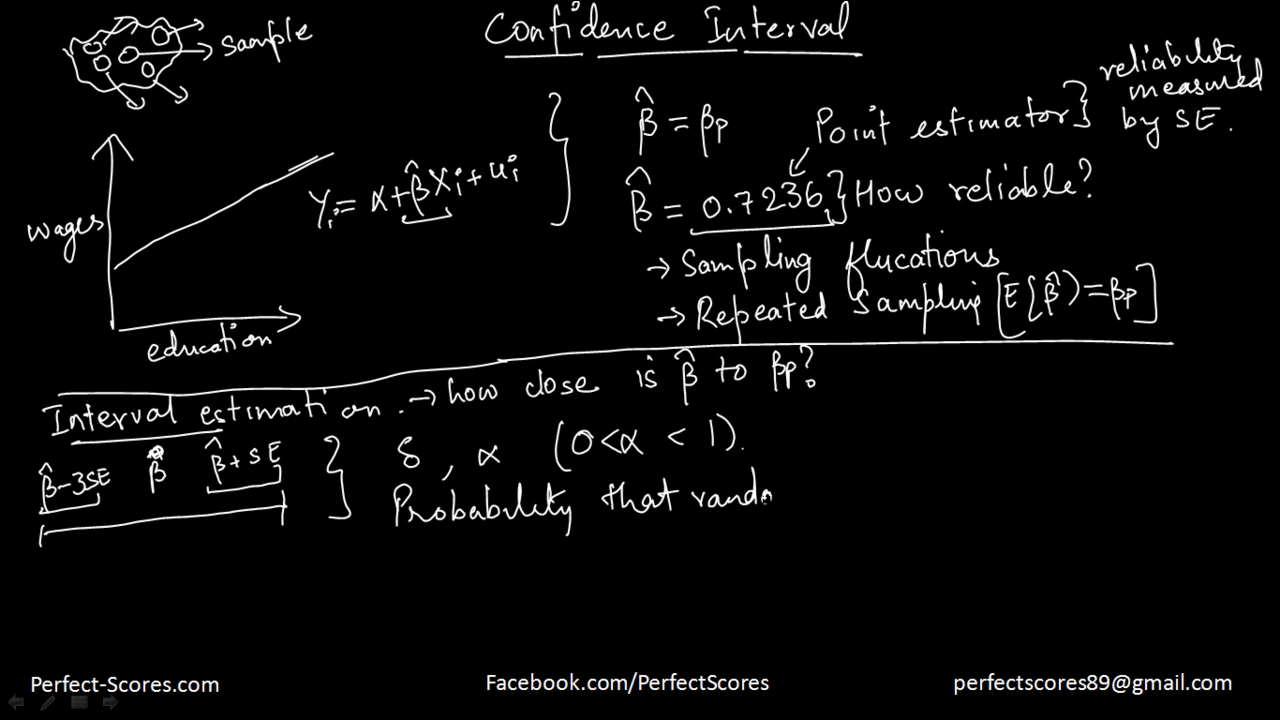 Confidence Interval
sample
reliability
measured
by SE.
β̂ = βp
Point estimator}
wages
education
Yi = α + β̂Xi + ui
β̂ = 0.7236} How reliable?
→ Sampling flucations
→ Repeated Sampling [E(β̂) = βp]
Interval estimation. → how close is β̂ to βp?
β̂-3SE β̂ β̂+SE } δ, α (0<α<1).
Probability that rando
Perfect-Scores.com
Facebook.com/PerfectScores
perfectscores89@gmail.com